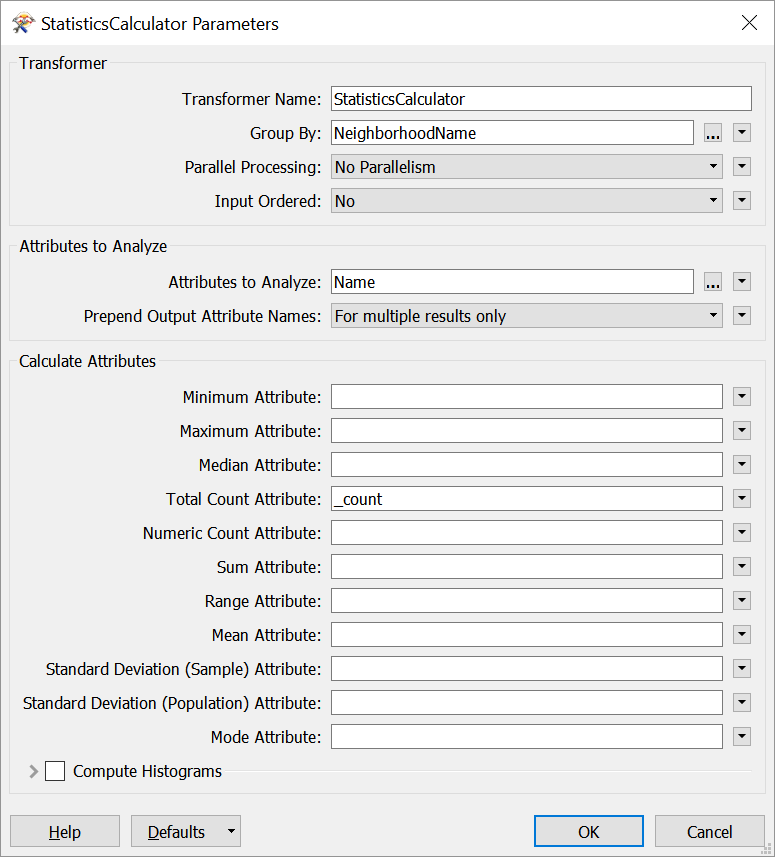 StatisticsCalculator Parameters
Transformer
Transformer Name: StatisticsCalculator
Group By: NeighborhoodName ...
Parallel Processing: No Parallelism
Input Ordered: No
Attributes to Analyze
Attributes to Analyze: Name ...
Prepend Output Attribute Names: For multiple results only
Calculate Attributes
Minimum Attribute:
Maximum Attribute:
Median Attribute:
Total Count Attribute: _count
Numeric Count Attribute:
Sum Attribute:
Range Attribute:
Mean Attribute:
Standard Deviation (Sample) Attribute:
Standard Deviation (Population) Attribute:
Mode Attribute:
Compute Histograms
Help Defaults OK Cancel